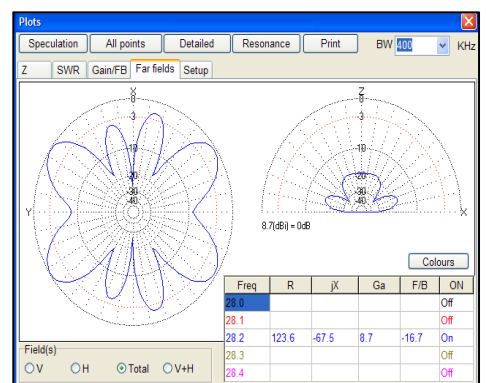 Plots
Speculation All points Detailed Resonance Print BW 400 KHz
Z SWR Gain/FB Far fields Setup
X
0
-3
-10
-20
-30
-40
Y
Z
0
-3
-10
-20
-30
-40
X
8.7(dBi) = 0dB
Colours
Freq R jX Ga F/B ON
28.0 Off
28.1 Off
28.2 123.6 -67.5 8.7 -16.7 On
28.3 Off
28.4 Off
Field(s)
V H Total V+H